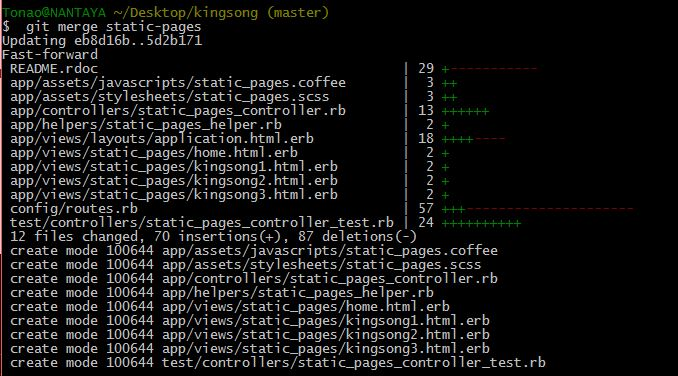 Tonao@NANTAYA ~/Desktop/kingsong (master)
$  git merge static-pages
Updating eb8d16b..5d2b171
Fast-forward
 README.rdoc                                     | 29 +-----------
 app/assets/javascripts/static_pages.coffee      |  3 ++
 app/assets/stylesheets/static_pages.scss        |  3 ++
 app/controllers/static_pages_controller.rb      | 13 ++++++
 app/helpers/static_pages_helper.rb              |  2 +
 app/views/layouts/application.html.erb          | 18 ++++----
 app/views/static_pages/home.html.erb            |  2 +
 app/views/static_pages/kingsong1.html.erb       |  2 +
 app/views/static_pages/kingsong2.html.erb       |  2 +
 app/views/static_pages/kingsong3.html.erb       |  2 +
 config/routes.rb                                | 57 +++---------------------
 test/controllers/static_pages_controller_test.rb | 24 ++++++++++
 12 files changed, 70 insertions(+), 87 deletions(-)
 create mode 100644 app/assets/javascripts/static_pages.coffee
 create mode 100644 app/assets/stylesheets/static_pages.scss
 create mode 100644 app/controllers/static_pages_controller.rb
 create mode 100644 app/helpers/static_pages_helper.rb
 create mode 100644 app/views/static_pages/home.html.erb
 create mode 100644 app/views/static_pages/kingsong1.html.erb
 create mode 100644 app/views/static_pages/kingsong2.html.erb
 create mode 100644 app/views/static_pages/kingsong3.html.erb
 create mode 100644 test/controllers/static_pages_controller_test.rb